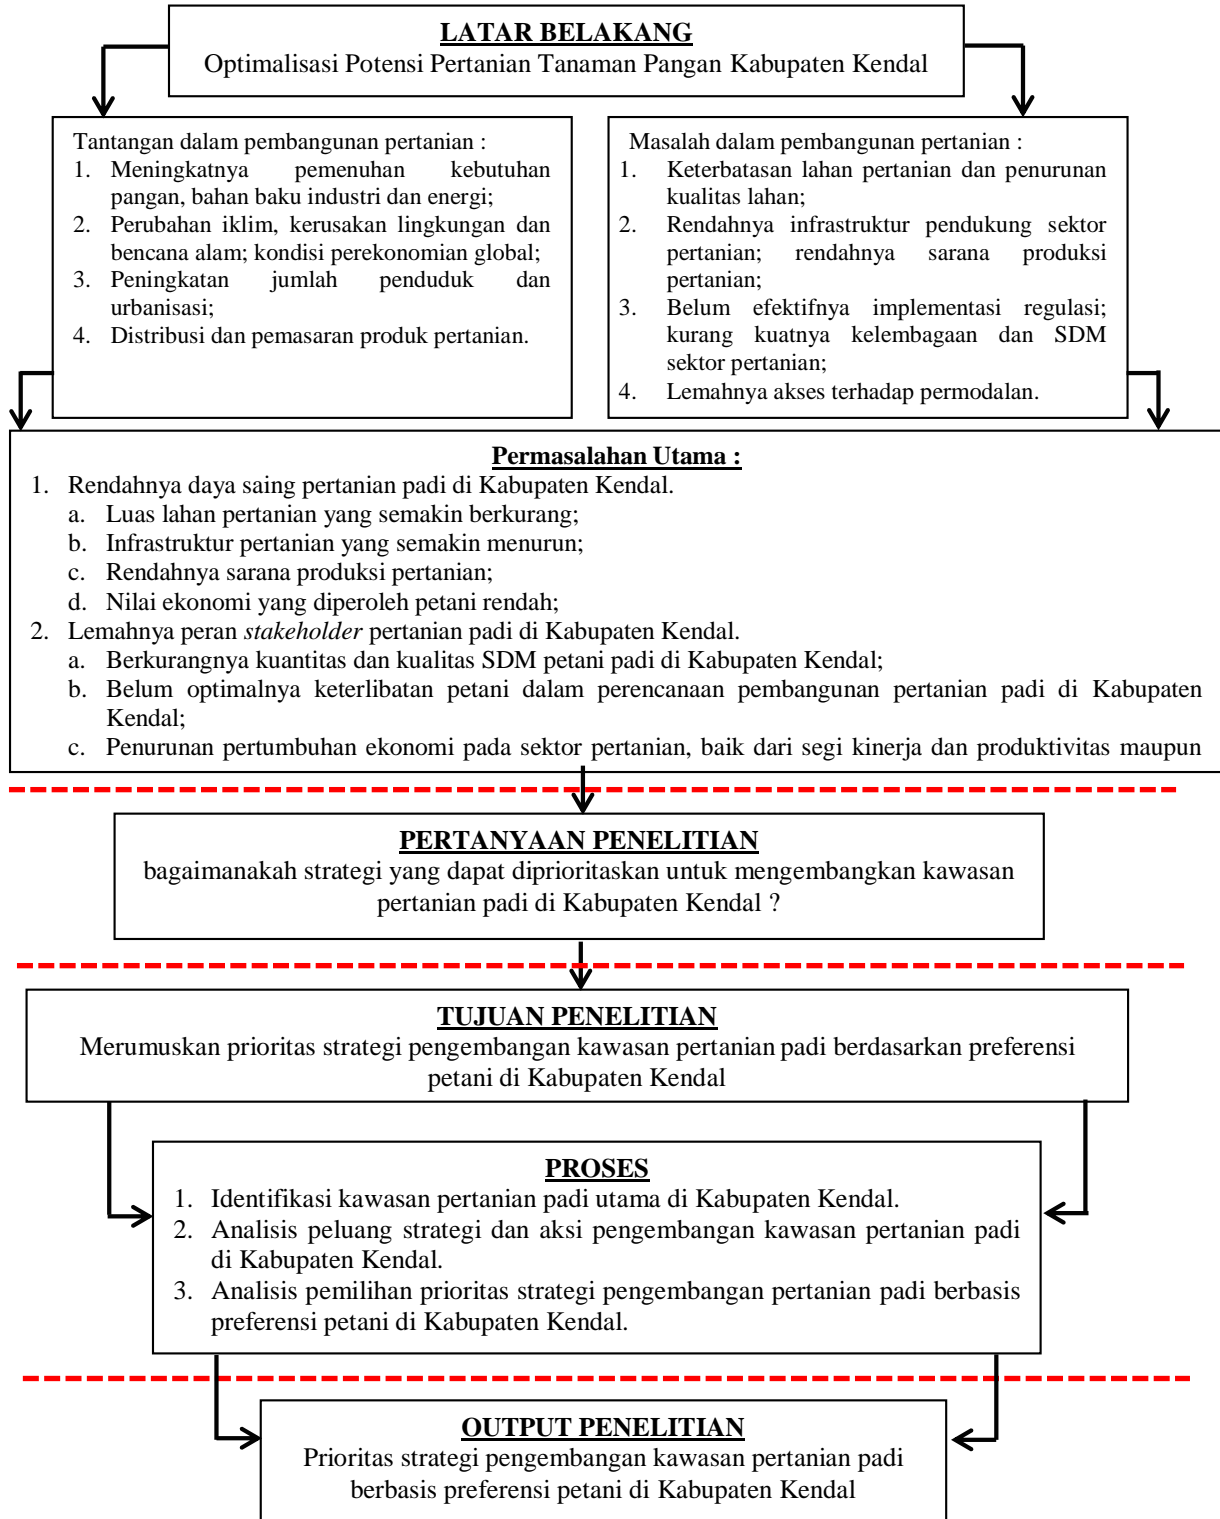 LATAR BELAKANG
Optimalisasi Potensi Pertanian Tanaman Pangan Kabupaten Kendal
Tantangan dalam pembangunan pertanian :
1. Meningkatnya pemenuhan kebutuhan
pangan, bahan baku industri dan energi;
2. Perubahan iklim, kerusakan lingkungan dan
bencana alam; kondisi perekonomian global;
3. Peningkatan jumlah penduduk dan
urbanisasi;
4. Distribusi dan pemasaran produk pertanian.
Masalah dalam pembangunan pertanian :
1. Keterbatasan lahan pertanian dan penurunan
kualitas lahan;
2. Rendahnya infrastruktur pendukung sektor
pertanian; rendahnya sarana produksi
pertanian;
3. Belum efektifnya implementasi regulasi;
kurang kuatnya kelembagaan dan SDM
sektor pertanian;
4. Lemahnya akses terhadap permodalan.
Permasalahan Utama :
1. Rendahnya daya saing pertanian padi di Kabupaten Kendal.
a. Luas lahan pertanian yang semakin berkurang;
b. Infrastruktur pertanian yang semakin menurun;
c. Rendahnya sarana produksi pertanian;
d. Nilai ekonomi yang diperoleh petani rendah;
2. Lemahnya peran stakeholder pertanian padi di Kabupaten Kendal.
a. Berkurangnya kuantitas dan kualitas SDM petani padi di Kabupaten Kendal;
b. Belum optimalnya keterlibatan petani dalam perencanaan pembangunan pertanian padi di Kabupaten
Kendal;
c. Penurunan pertumbuhan ekonomi pada sektor pertanian, baik dari segi kinerja dan produktivitas maupun
PERTANYAAN PENELITIAN
bagaimanakah strategi yang dapat diprioritaskan untuk mengembangkan kawasan
pertanian padi di Kabupaten Kendal ?
TUJUAN PENELITIAN
Merumuskan prioritas strategi pengembangan kawasan pertanian padi berdasarkan preferensi
petani di Kabupaten Kendal
PROSES
1. Identifikasi kawasan pertanian padi utama di Kabupaten Kendal.
2. Analisis peluang strategi dan aksi pengembangan kawasan pertanian padi
di Kabupaten Kendal.
3. Analisis pemilihan prioritas strategi pengembangan pertanian padi berbasis
preferensi petani di Kabupaten Kendal.
OUTPUT PENELITIAN
Prioritas strategi pengembangan kawasan pertanian padi
berbasis preferensi petani di Kabupaten Kendal